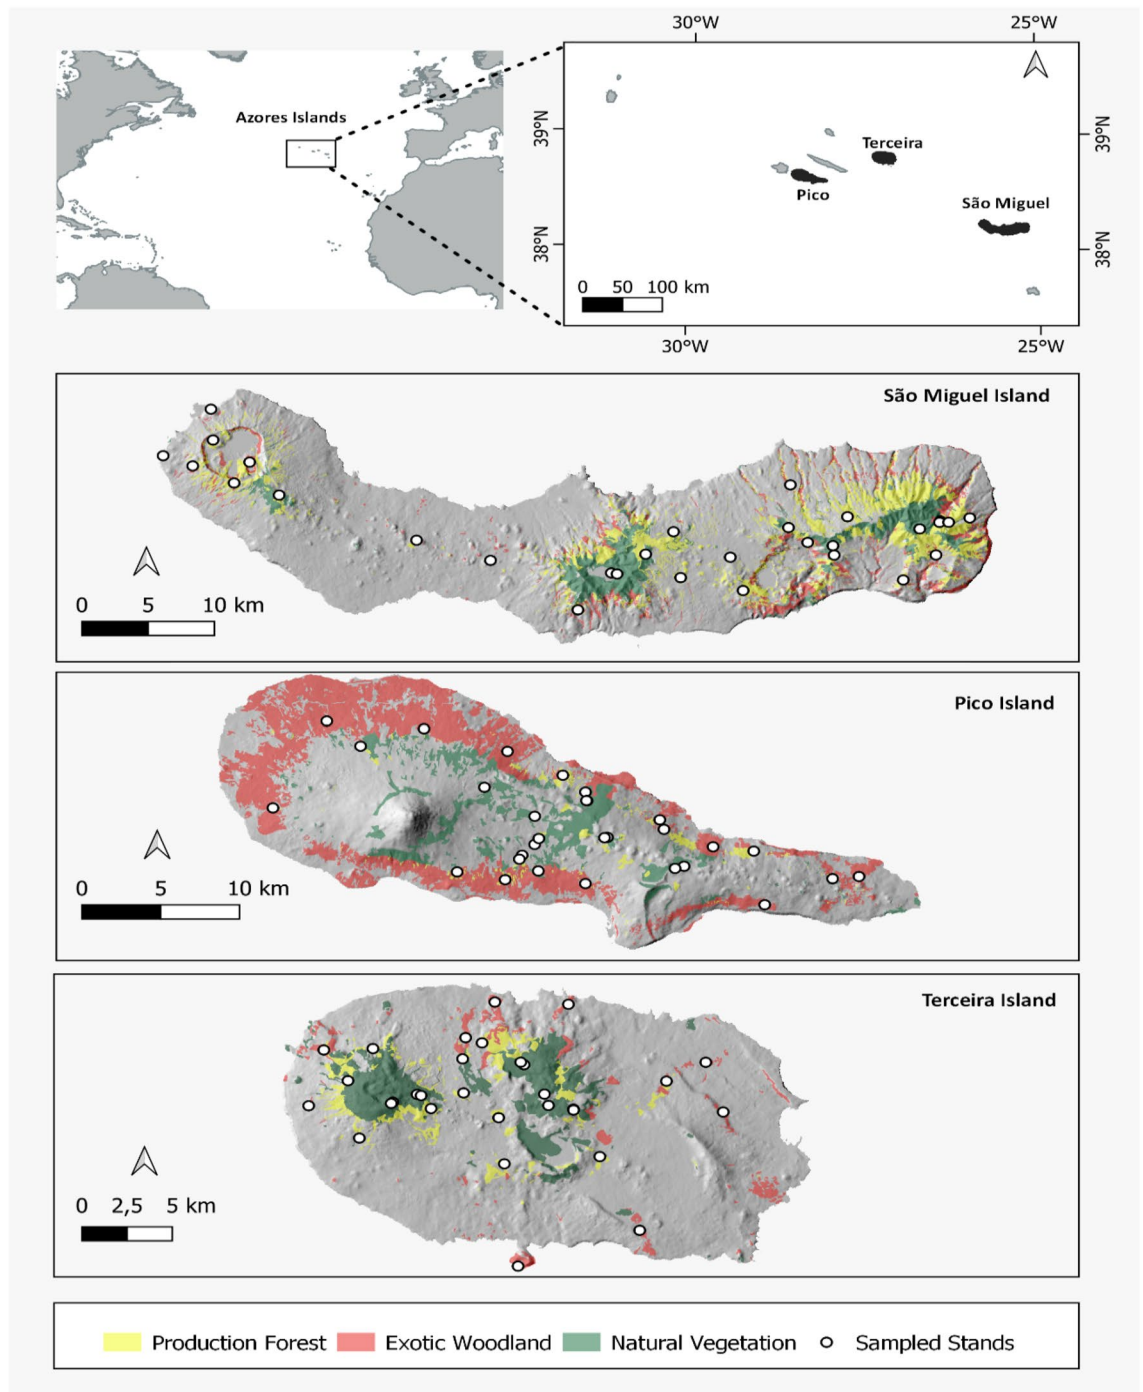 30°W 25°W
Azores Islands
39°N 39°N
Terceira
Pico
São Miguel
38°N 38°N
0 50 100 km
30°W 25°W
São Miguel Island
0 5 10 km
Pico Island
0 5 10 km
Terceira Island
0 2,5 5 km
Production Forest Exotic Woodland Natural Vegetation Sampled Stands